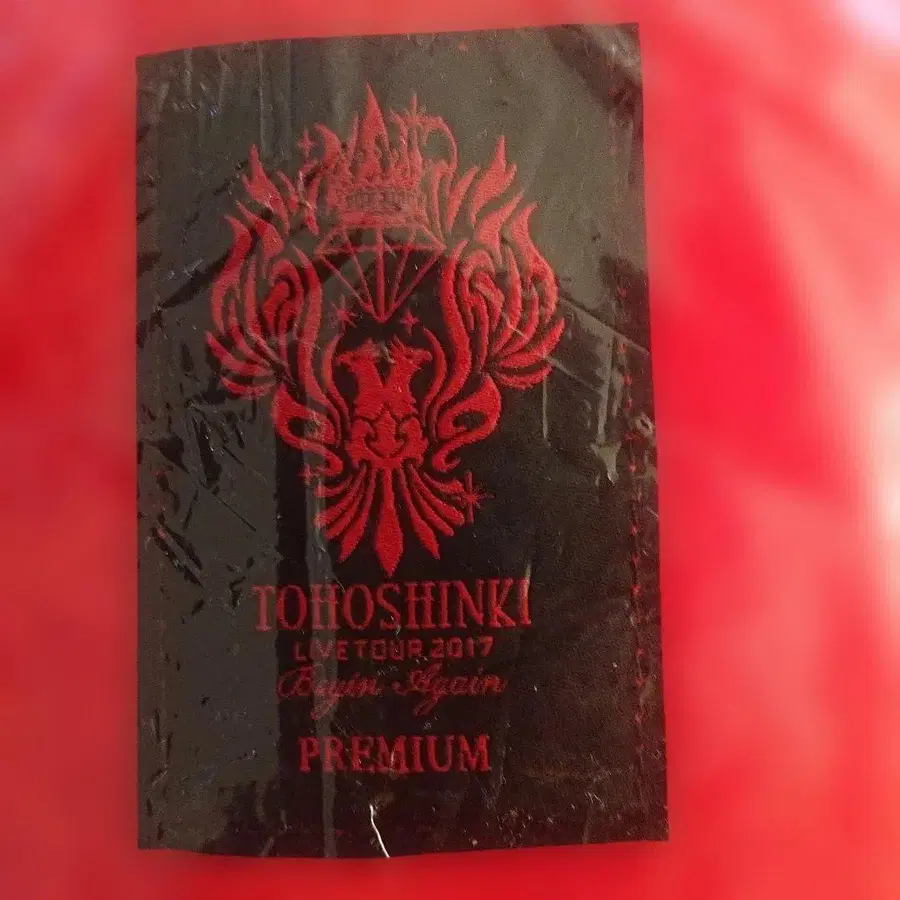 TOHOSHINKI
LIVE TOUR 2017
Begin Again
PREMIUM